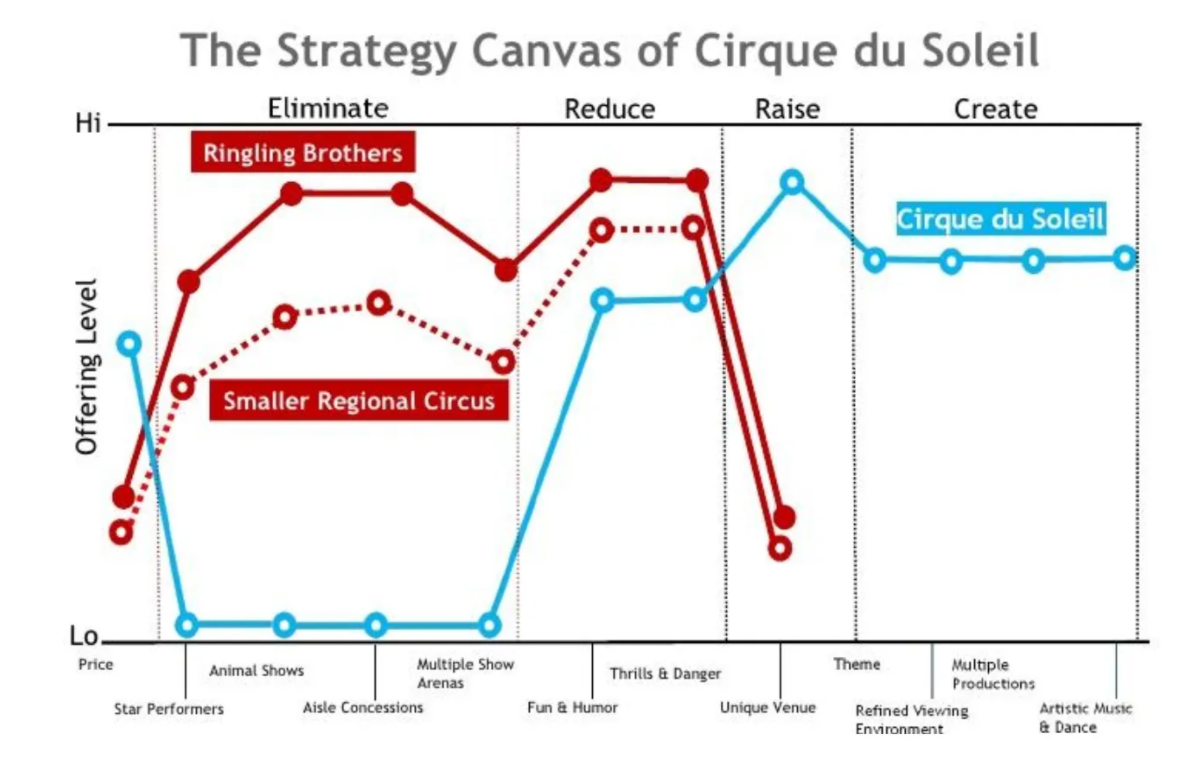 The Strategy Canvas of Cirque du Soleil
Eliminate
Reduce
Raise
Create
Hi
Ringling Brothers
Cirque du Soleil
Offering Level
Smaller Regional Circus
Lo
Price
Animal Shows
Multiple Show
Arenas
Thrills & Danger
Theme
Multiple
Productions
Star Performers
Aisle Concessions
Fun & Humor
Unique Venue
Refined Viewing
Environment
Artistic Music
& Dance